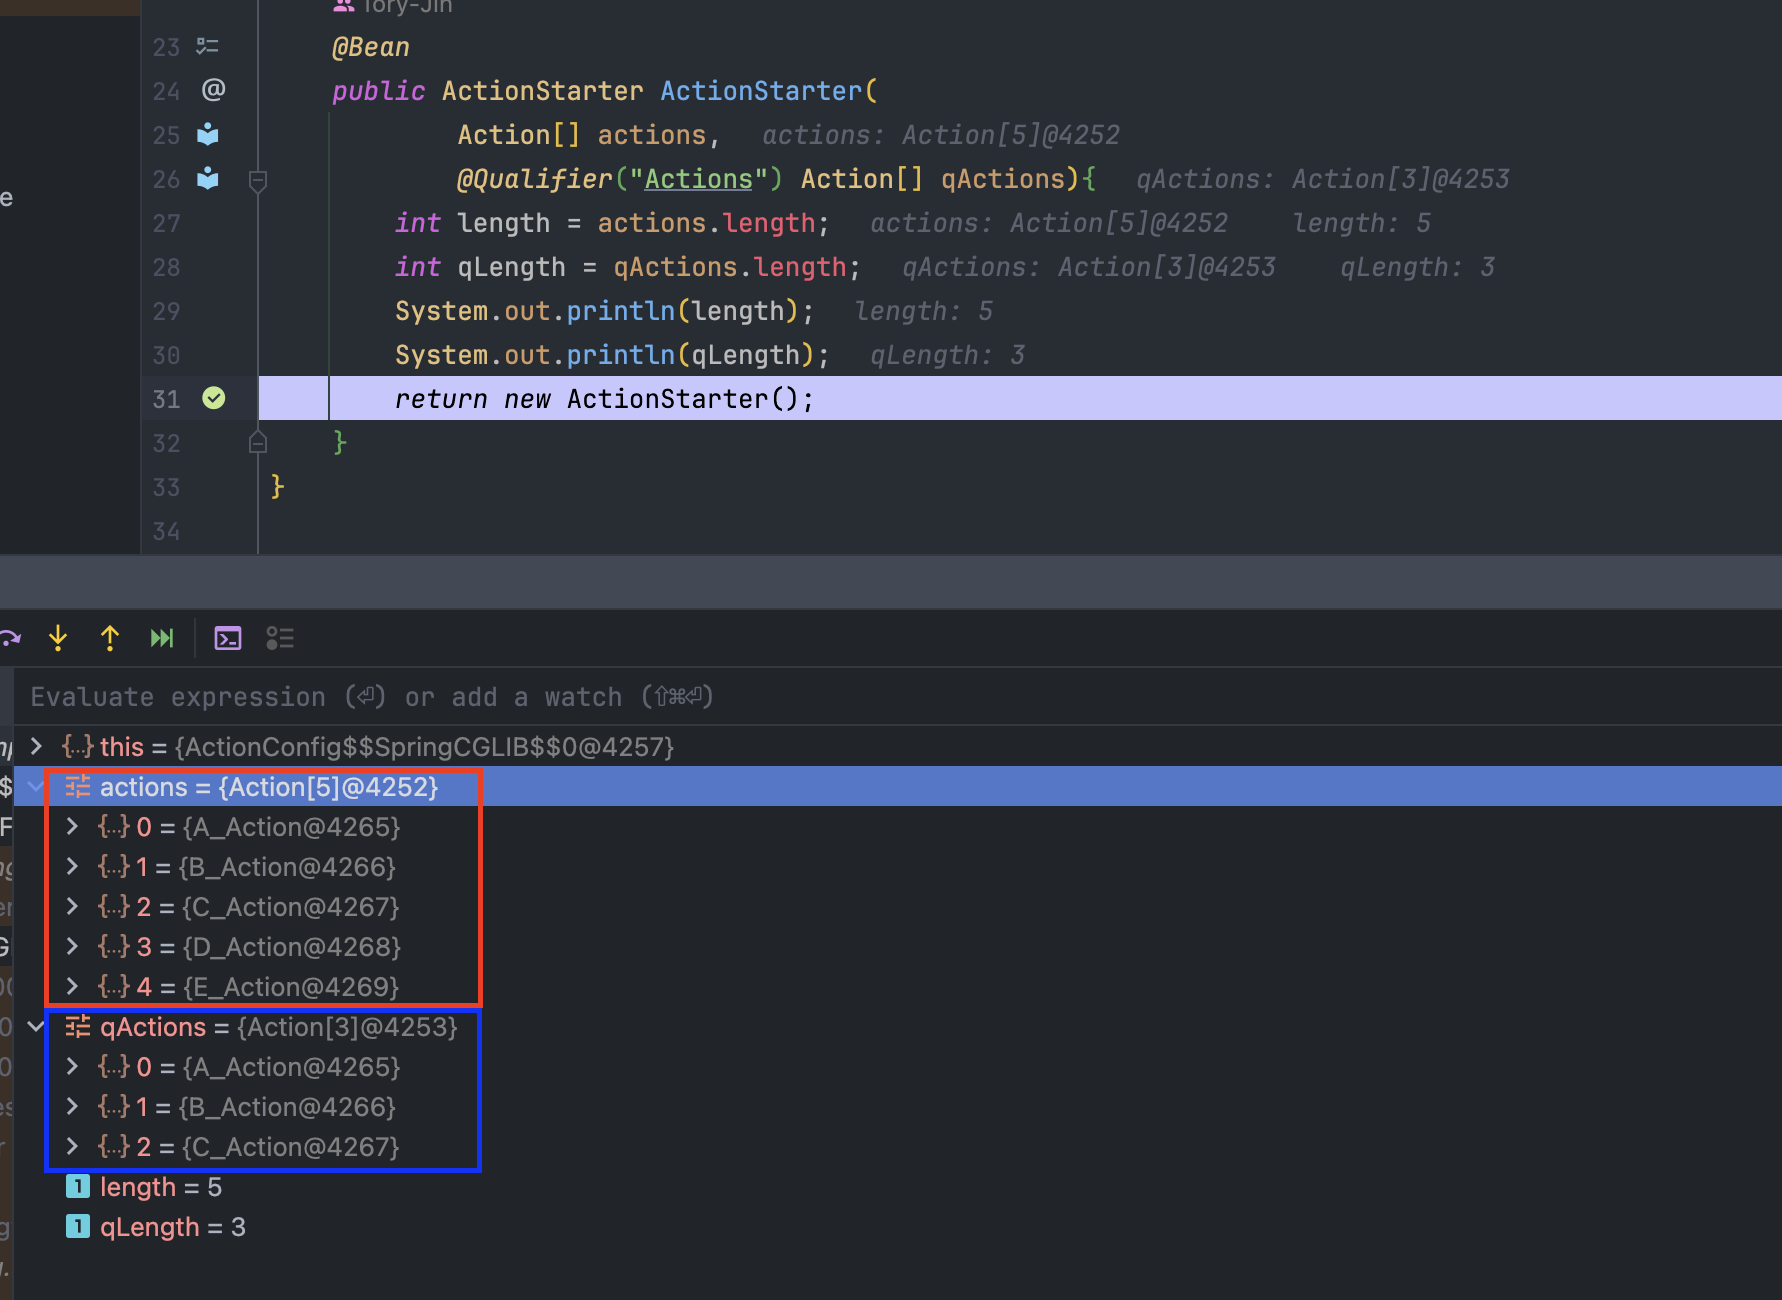 Tory-Jin
23 @Bean
24 @ public ActionStarter ActionStarter(
25 Action[] actions, actions: Action[5]@4252
26 @Qualifier("Actions") Action[] qActions){ qActions: Action[3]@4253
e
27 int length = actions.length; actions: Action[5]@4252 length: 5
28 int qLength = qActions.length; qActions: Action[3]@4253 qLength: 3
29 System.out.println(length); length: 5
30 System.out.println(qLength); qLength: 3
31 return new ActionStarter();
32 }
33 }
34
Evaluate expression (⏎) or add a watch (⇧⌘⏎)
{...} this = {ActionConfig$$SpringCGLIB$$0@4257}
actions = {Action[5]@4252}
{...} 0 = {A_Action@4265}
{...} 1 = {B_Action@4266}
{...} 2 = {C_Action@4267}
{...} 3 = {D_Action@4268}
{...} 4 = {E_Action@4269}
qActions = {Action[3]@4253}
{...} 0 = {A_Action@4265}
{...} 1 = {B_Action@4266}
{...} 2 = {C_Action@4267}
1 length = 5
1 qLength = 3